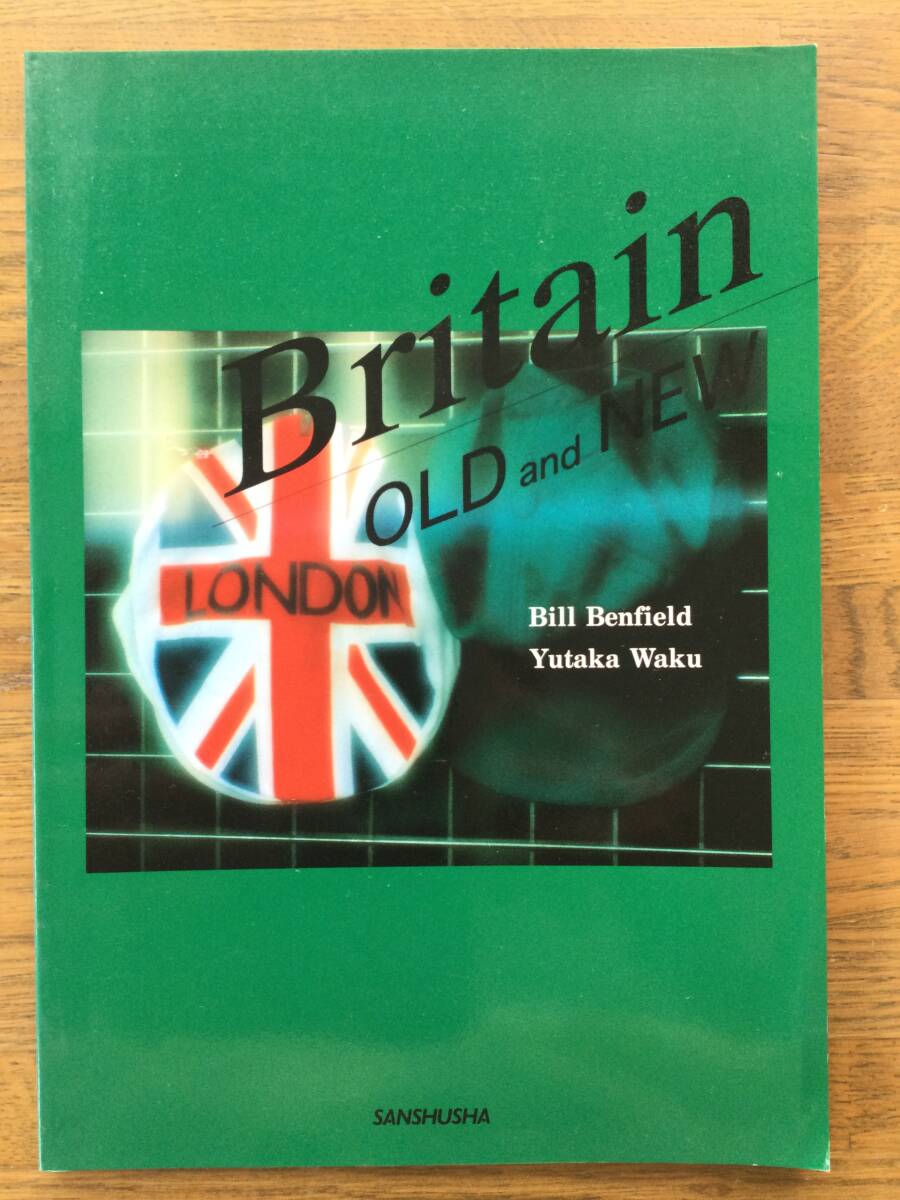 Britain
OLD and NEW
LONDON
Bill Benfield
Yutaka Waku
SANSHUSHA